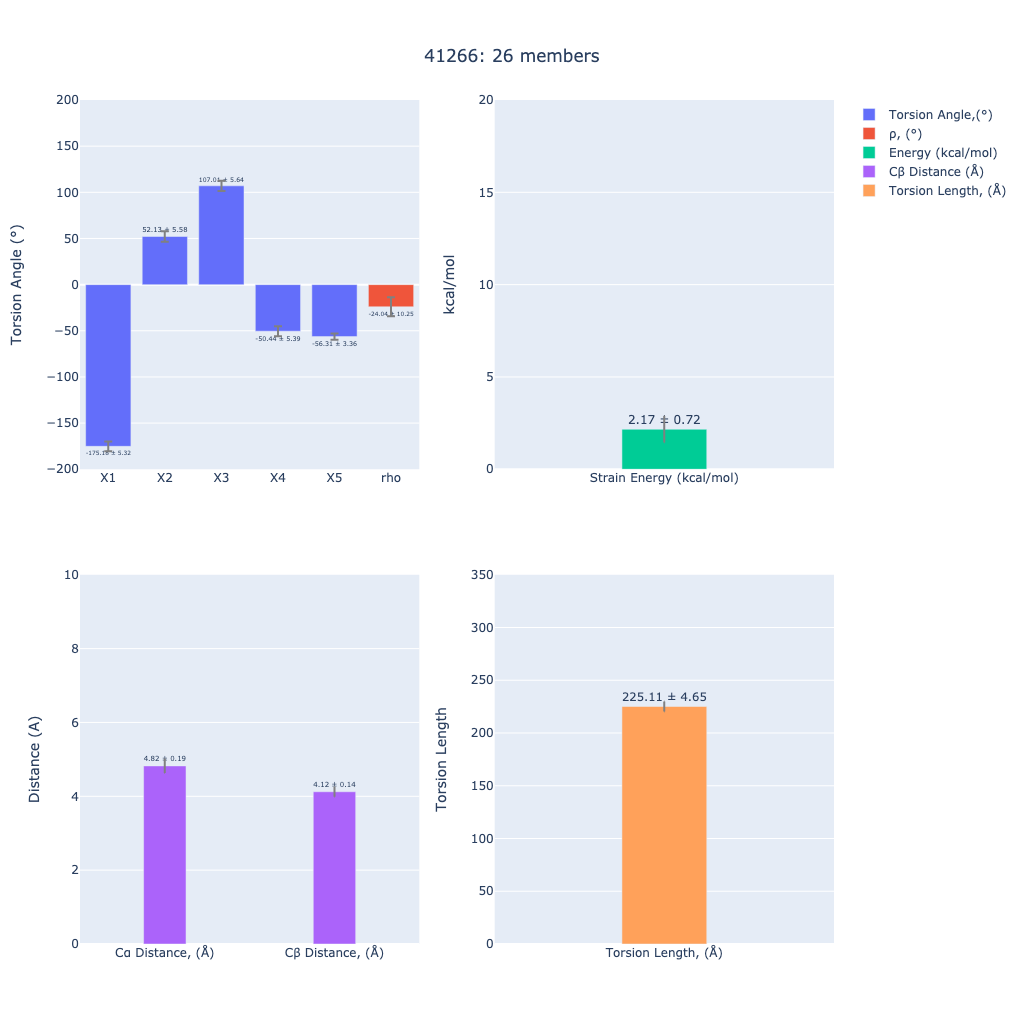 41266: 26 members
Torsion Angle (°)
200
150
100
50
0
−50
−100
−150
−200
107.01 ± 5.64
52.13 ± 5.58
-24.04 ± 10.25
-50.44 ± 5.39
-56.31 ± 3.36
X1
X2
X3
X4
X5
rho
kcal/mol
20
15
10
5
0
2.17 ± 0.72
Strain Energy (kcal/mol)
Torsion Angle,(°)
ρ, (°)
Energy (kcal/mol)
Cβ Distance (Å)
Torsion Length, (Å)
Distance (A)
10
8
6
4
2
0
4.82 ± 0.19
4.12 ± 0.14
Cα Distance, (Å)
Cβ Distance, (Å)
Torsion Length
350
300
250
200
150
100
50
0
225.11 ± 4.65
Torsion Length, (Å)